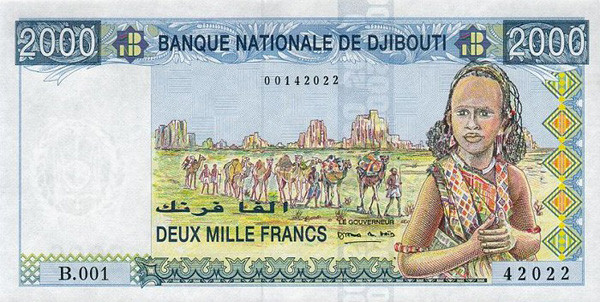 2000 BANQUE NATIONALE DE DJIBOUTI 2000
00142022
ألفا فرنك
LE GOUVERNEUR
DEUX MILLE FRANCS
B.001 42022